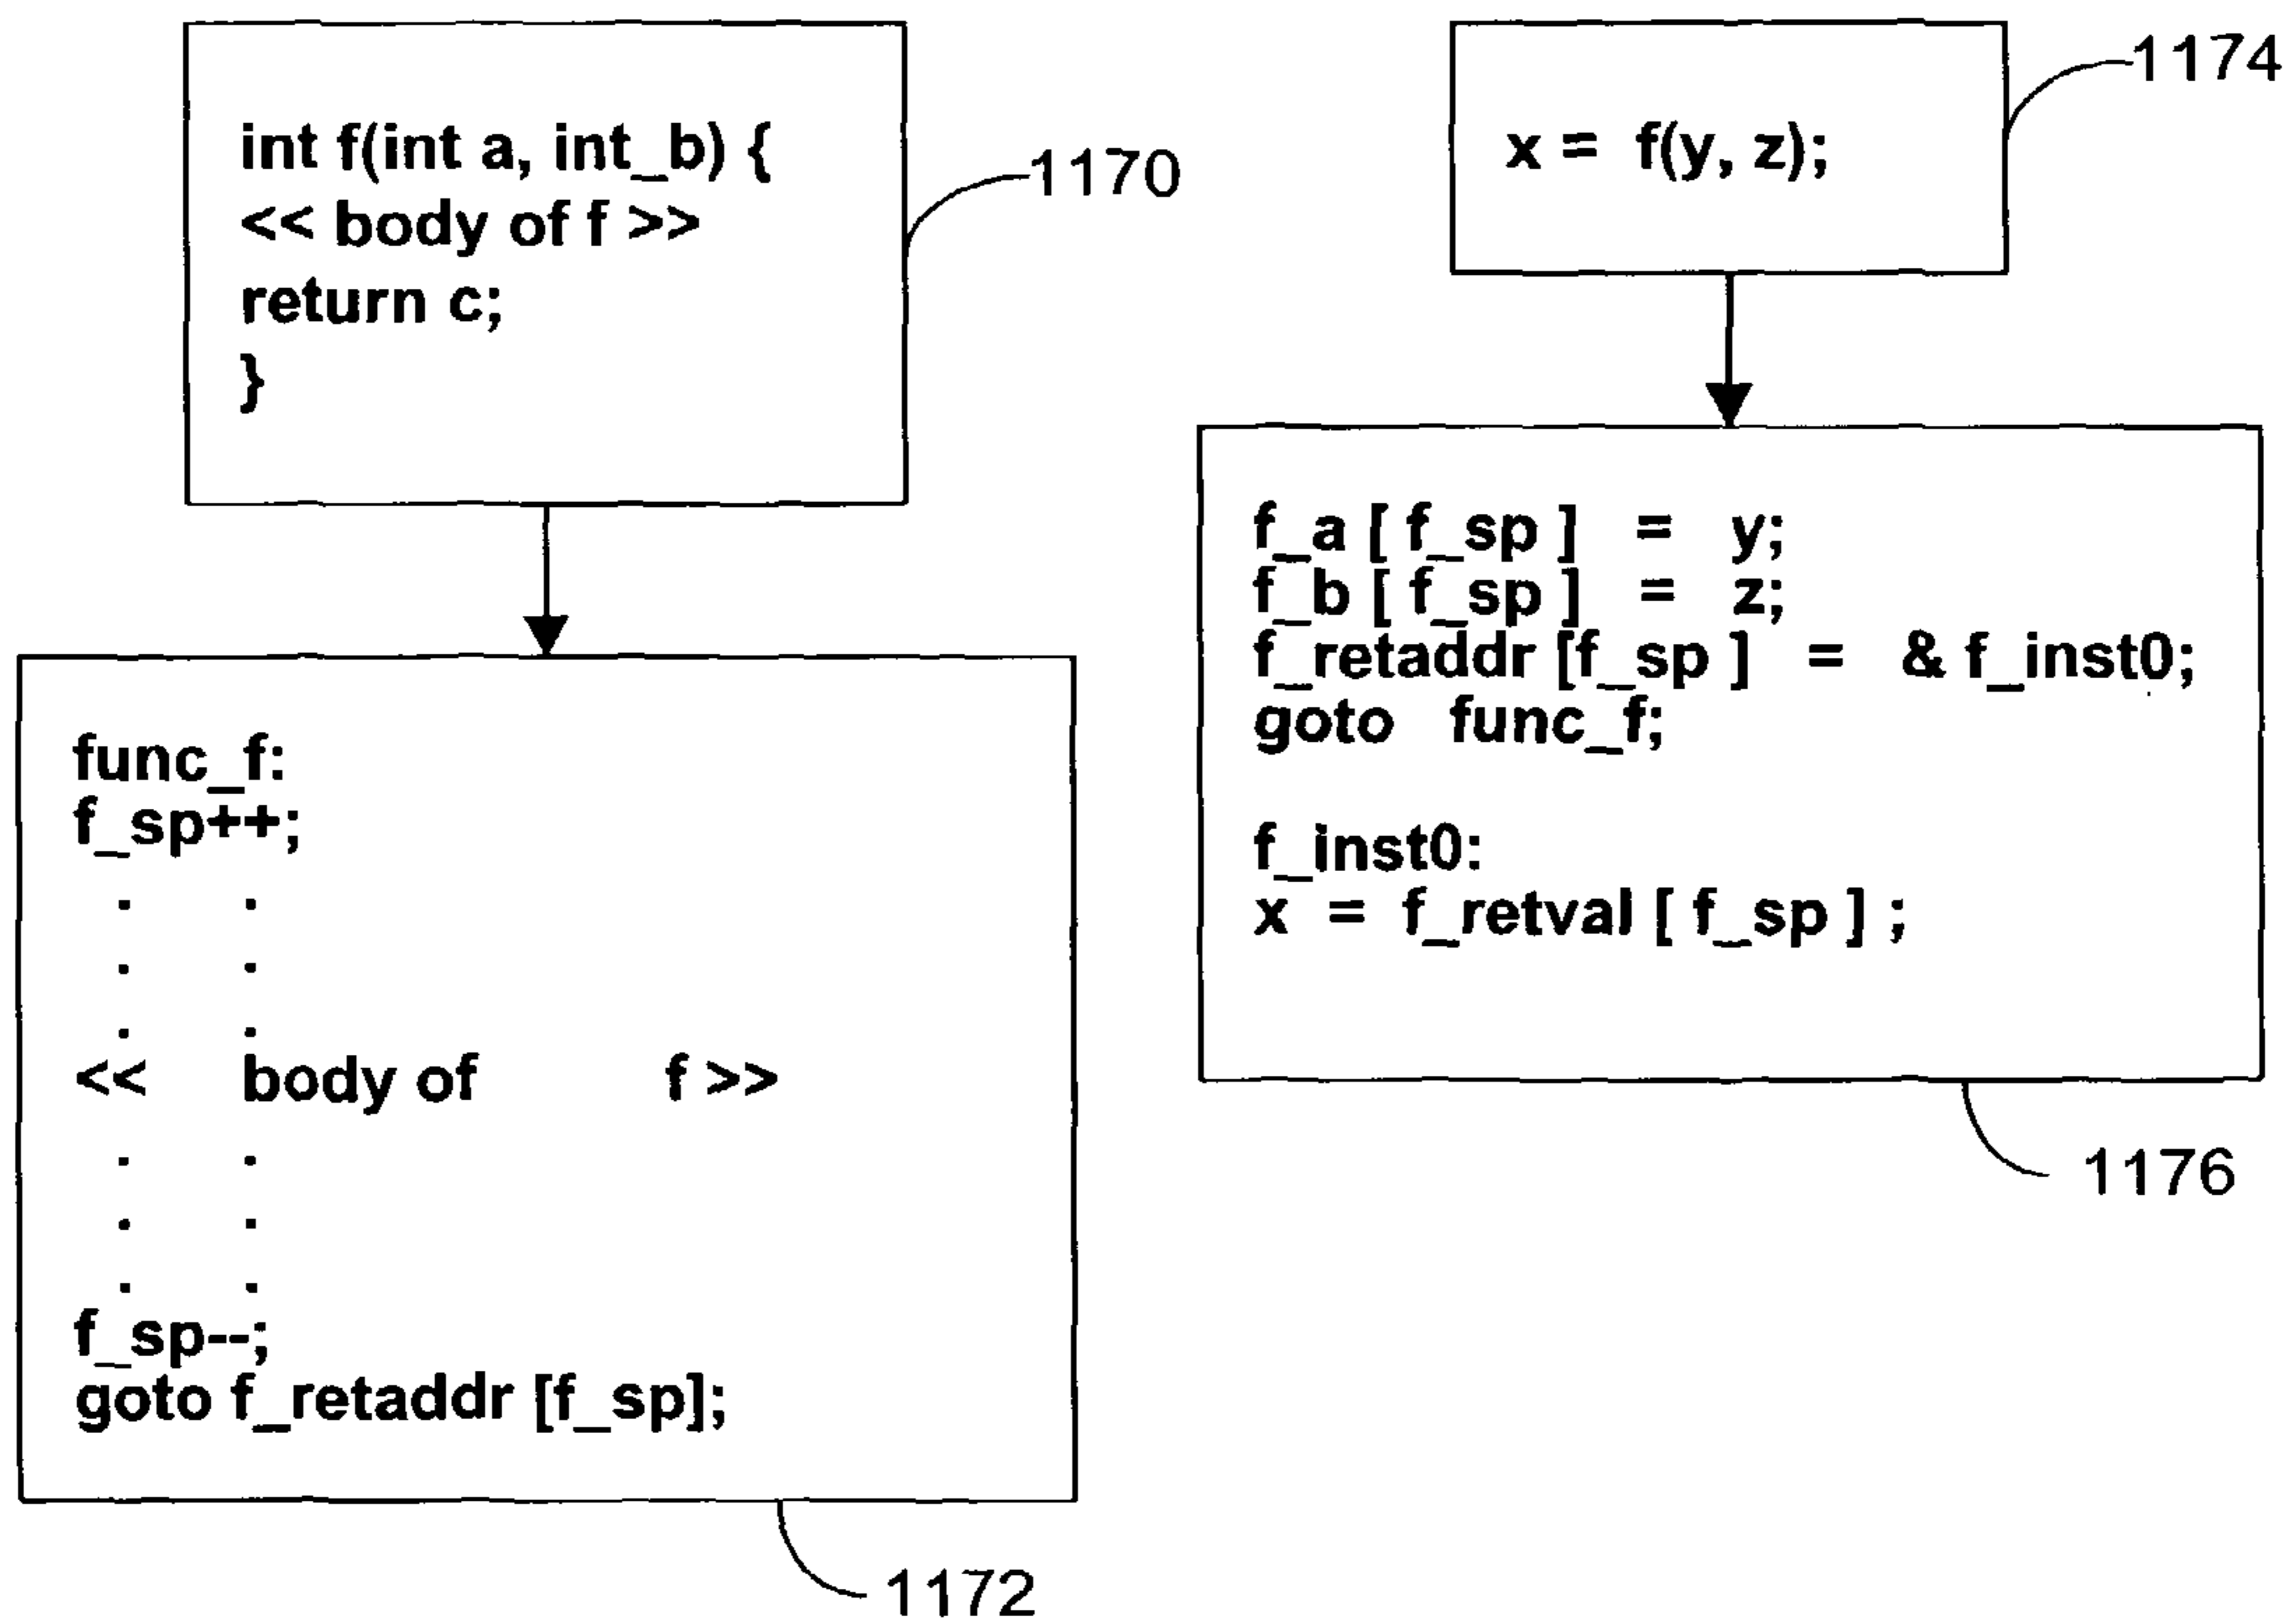 int f(int a, int_b) {
<< body of f >>
return c;
}
1170
func_f:
f_sp++;
. .
. .
. .
<< body of f >>
. .
. .
. .
f_sp--;
goto f_retaddr [f_sp];
1172
x = f(y, z);
1174
f_a [ f_sp ] = y;
f_b [ f_sp ] = z;
f_retaddr [f_sp ] = & f_inst0;
goto func_f;
f_inst0:
x = f_retval [ f_sp ] ;
1176